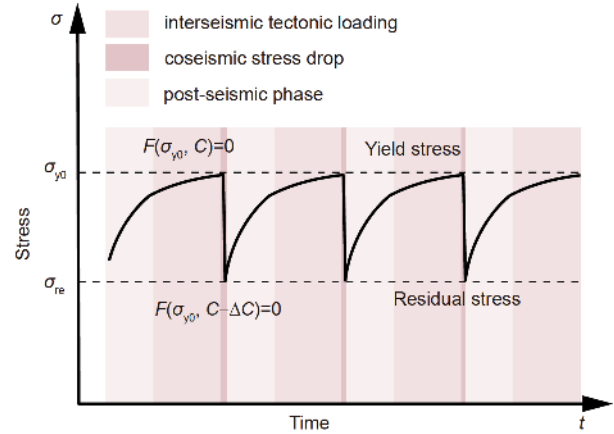 σ
interseismic tectonic loading
coseismic stress drop
post-seismic phase
F(σy0, C)=0
Yield stress
σy0
Stress
σre
F(σy0, C−ΔC)=0
Residual stress
Time
t